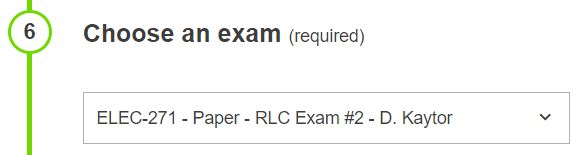 6
Choose an exam (required)
ELEC-271 - Paper - RLC Exam #2 - D. Kaytor